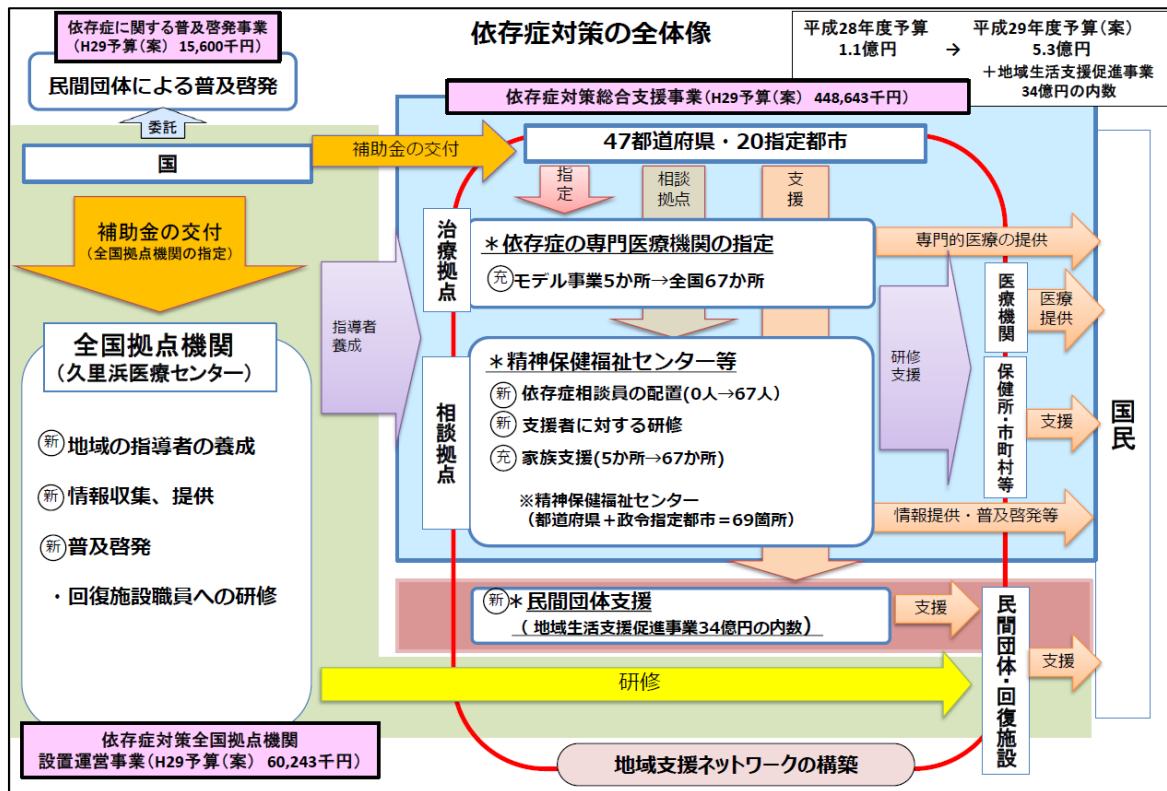 依存症に関する普及啓発事業
(H29予算(案) 15,600千円)
民間団体による普及啓発
委託
国
依存症対策の全体像
平成28年度予算
1.1億円
→
平成29年度予算(案)
5.3億円
＋地域生活支援促進事業
34億円の内数
依存症対策総合支援事業(H29予算(案) 448,643千円)
補助金の交付
47都道府県・20指定都市
指定
相談拠点
支援
補助金の交付
(全国拠点機関の指定)
治療拠点
＊依存症の専門医療機関の指定
充 モデル事業5か所→全国67か所
専門的医療の提供
医療機関
医療
提供
指導者
養成
全国拠点機関
(久里浜医療センター)
新 地域の指導者の養成
新 情報収集、提供
新 普及啓発
・回復施設職員への研修
相談拠点
＊精神保健福祉センター等
新 依存症相談員の配置(0人→67人)
新 支援者に対する研修
充 家族支援(5か所→67か所)
※精神保健福祉センター
(都道府県＋政令指定都市＝69箇所)
研修
支援
保健所・市町村等
支援
情報提供・普及啓発等
国民
新＊民間団体支援
( 地域生活支援促進事業34億円の内数)
支援
民間団体・回復施設
支援
研修
依存症対策全国拠点機関
設置運営事業(H29予算(案) 60,243千円)
地域支援ネットワークの構築